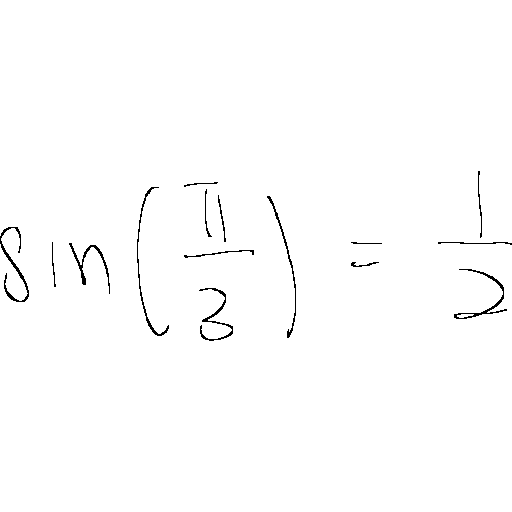 sin(π/3) = 1/2